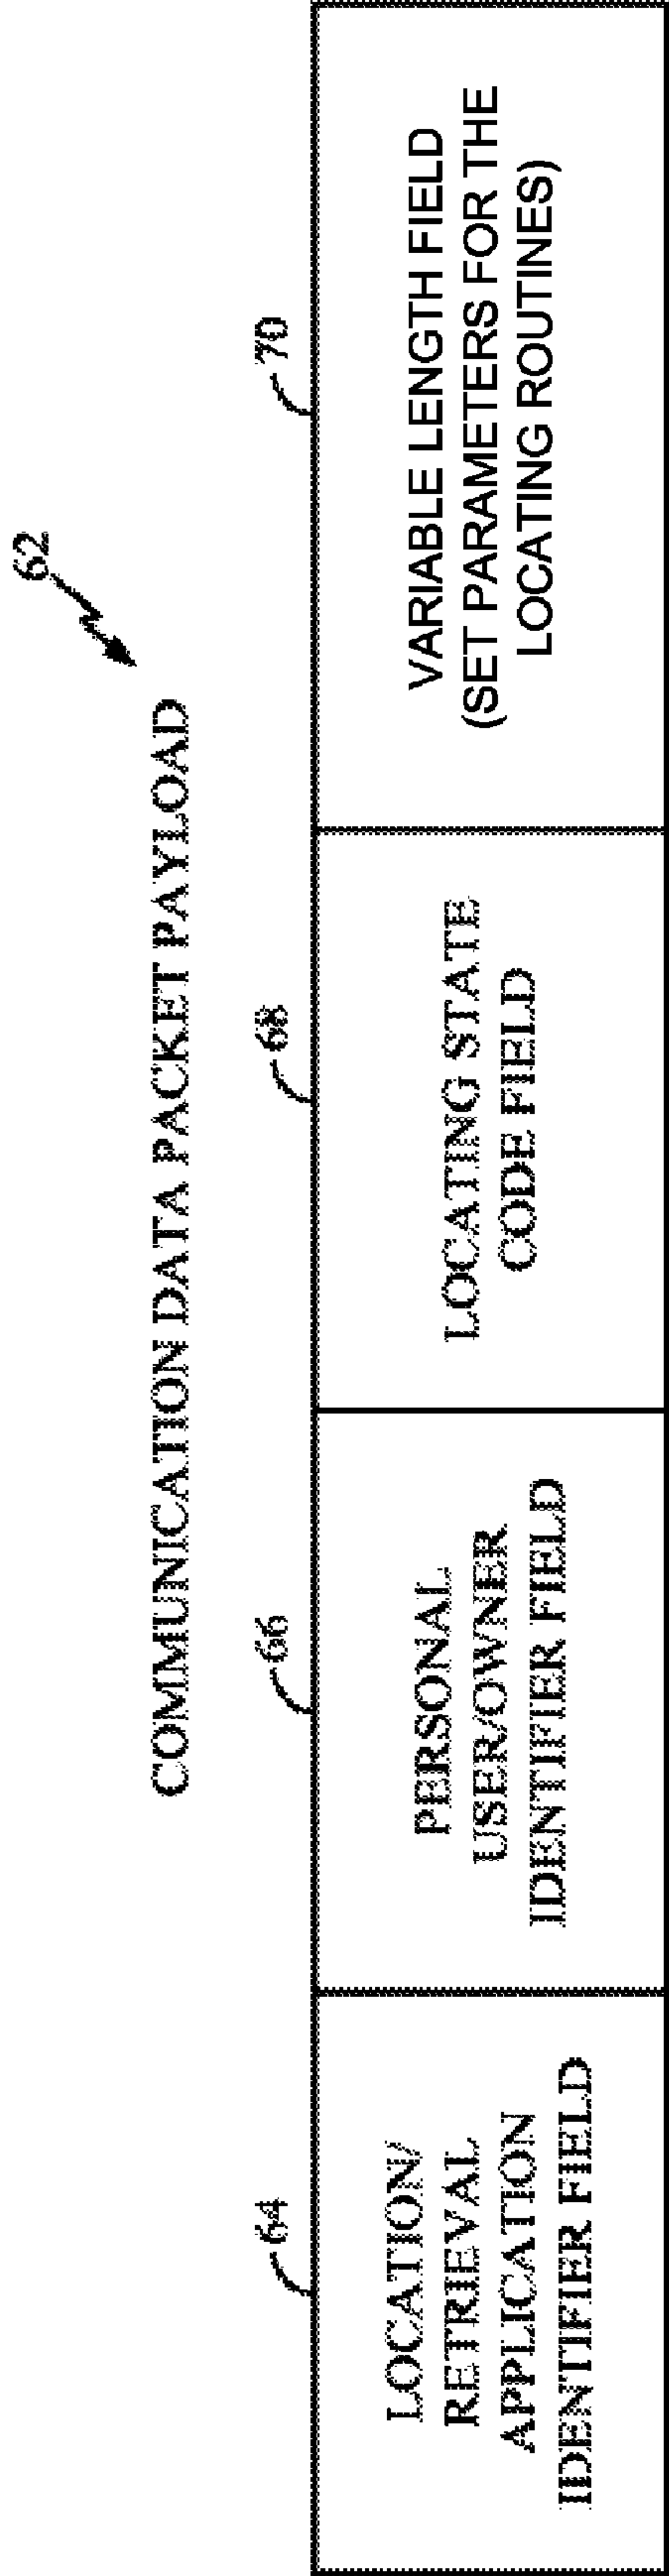 62
COMMUNICATION DATA PACKET PAYLOAD
64
66
68
70
LOCATION/
RETRIEVAL
APPLICATION
IDENTIFIER FIELD
PERSONAL
USER/OWNER
IDENTIFIER FIELD
LOCATING STATE
CODE FIELD
VARIABLE LENGTH FIELD
(SET PARAMETERS FOR THE
LOCATING ROUTINES)